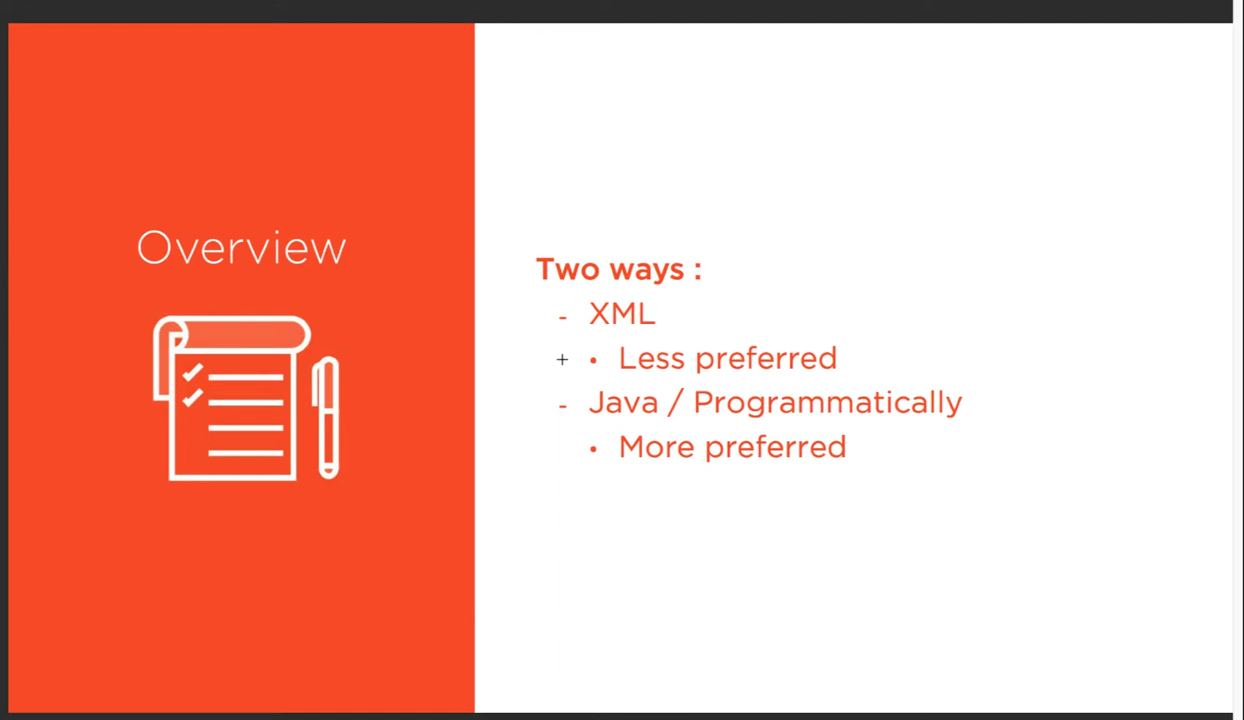 Overview
Two ways :
- XML
• Less preferred
- Java / Programmatically
• More preferred